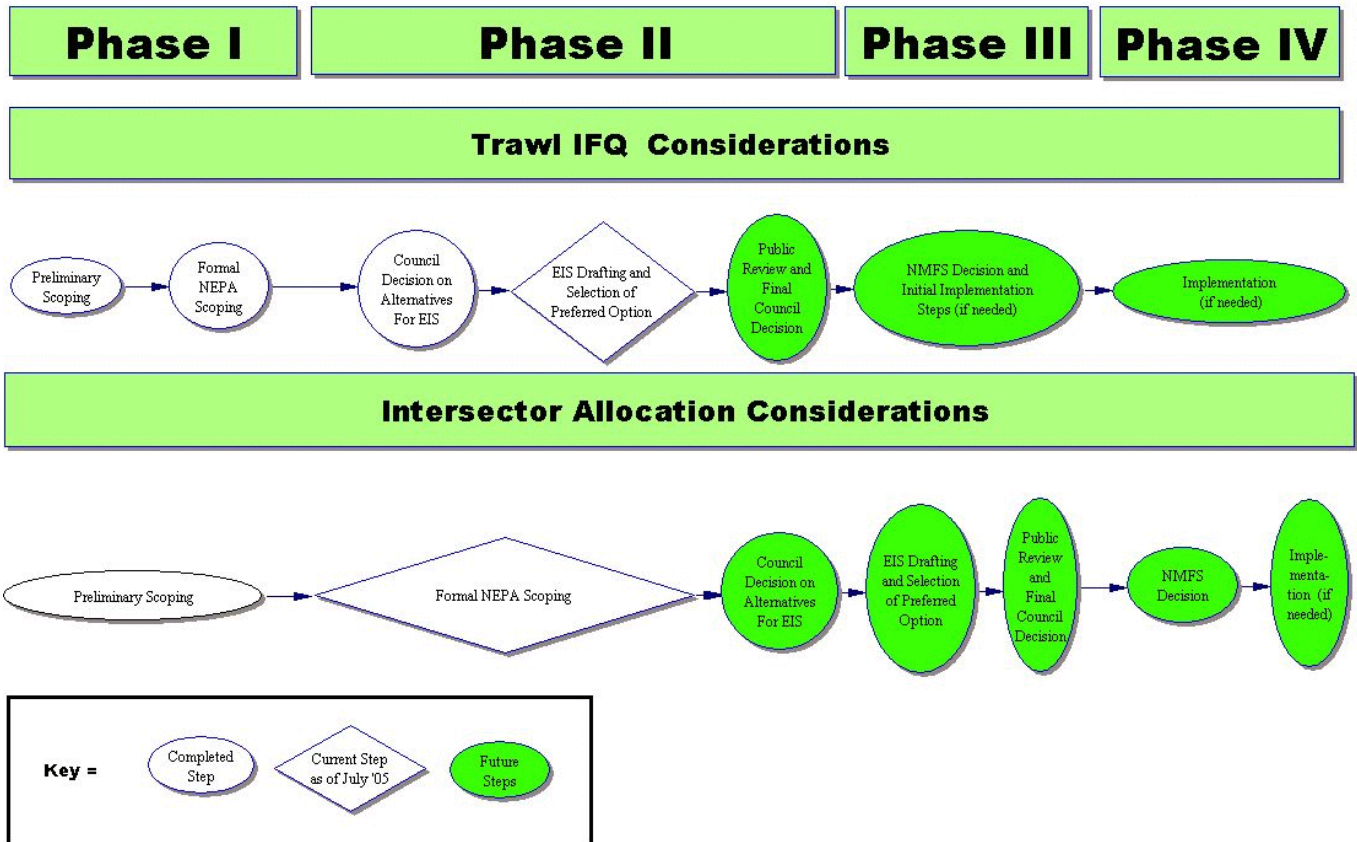 Phase I
Phase II
Phase III
Phase IV
Trawl IFQ Considerations
Preliminary
Scoping
Formal
NEPA
Scoping
Council
Decision on
Alternatives
For EIS
EIS Drafting and
Selection of
Preferred Option
Public
Review and
Final
Council
Decision
NMFS Decision and
Initial Implementation
Steps (if needed)
Implementation
(if needed)
Intersector Allocation Considerations
Preliminary Scoping
Formal NEPA Scoping
Council
Decision on
Alternatives
For EIS
EIS Drafting
and Selection
of Preferred
Option
Public
Review
and
Final
Council
Decision
NMFS
Decision
Imple-
menta-
tion (if
needed)
Key =
Completed
Step
Current Step
as of July '05
Future
Steps